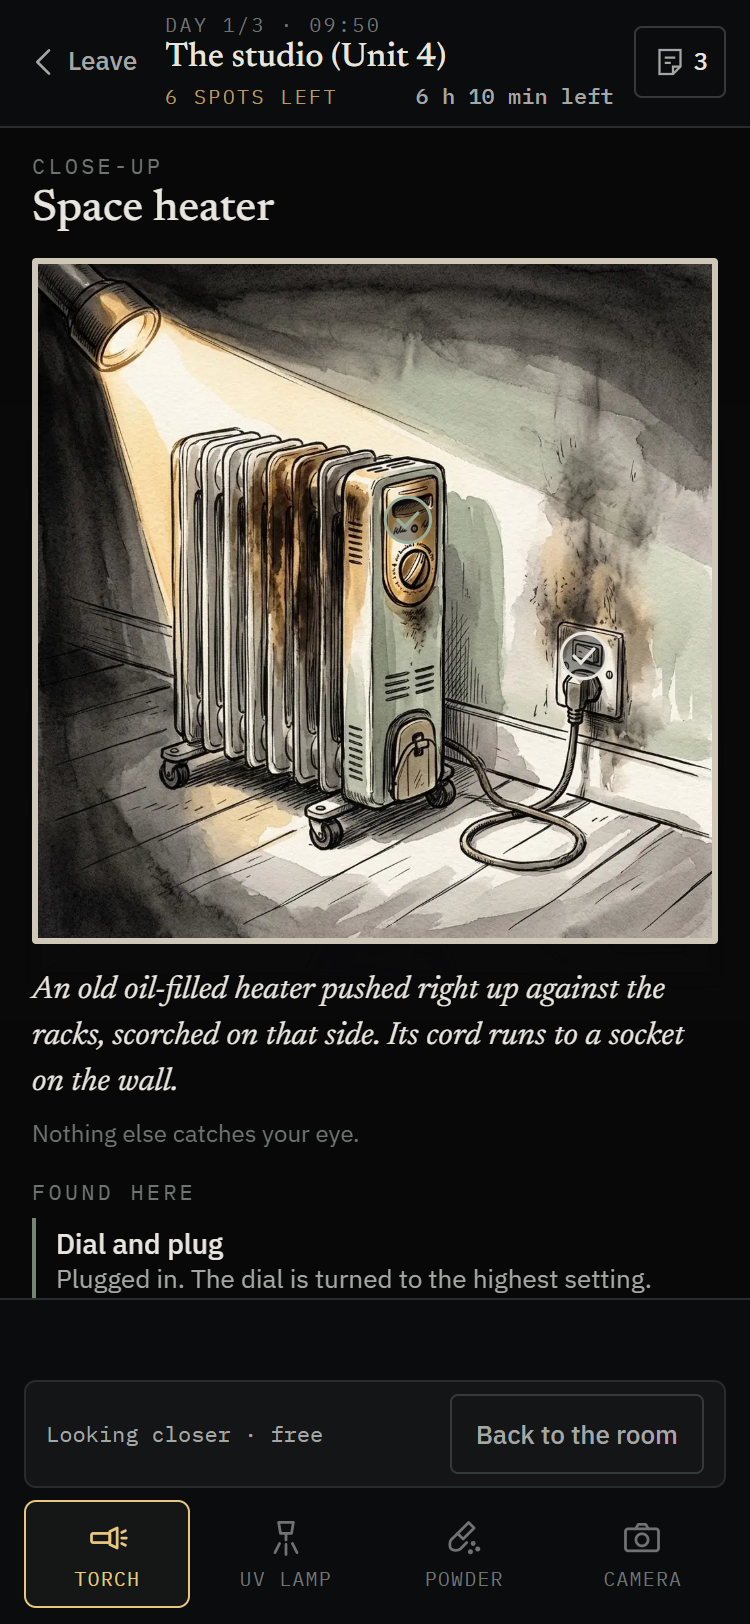 DAY 1/3 · 09:50
Leave
The studio (Unit 4)
3
6 SPOTS LEFT
6 h 10 min left
CLOSE-UP
Space heater
An old oil-filled heater pushed right up against the
racks, scorched on that side. Its cord runs to a socket
on the wall.
Nothing else catches your eye.
FOUND HERE
Dial and plug
Plugged in. The dial is turned to the highest setting.
Looking closer · free
Back to the room
TORCH
UV LAMP
POWDER
CAMERA